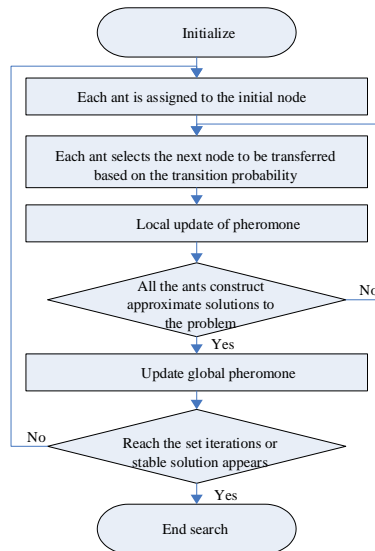 Initialize
Each ant is assigned to the initial node
Each ant selects the next node to be transferred
based on the transition probability
Local update of pheromone
All the ants construct
approximate solutions to
the problem
No
Yes
Update global pheromone
No
Reach the set iterations or
stable solution appears
Yes
End search